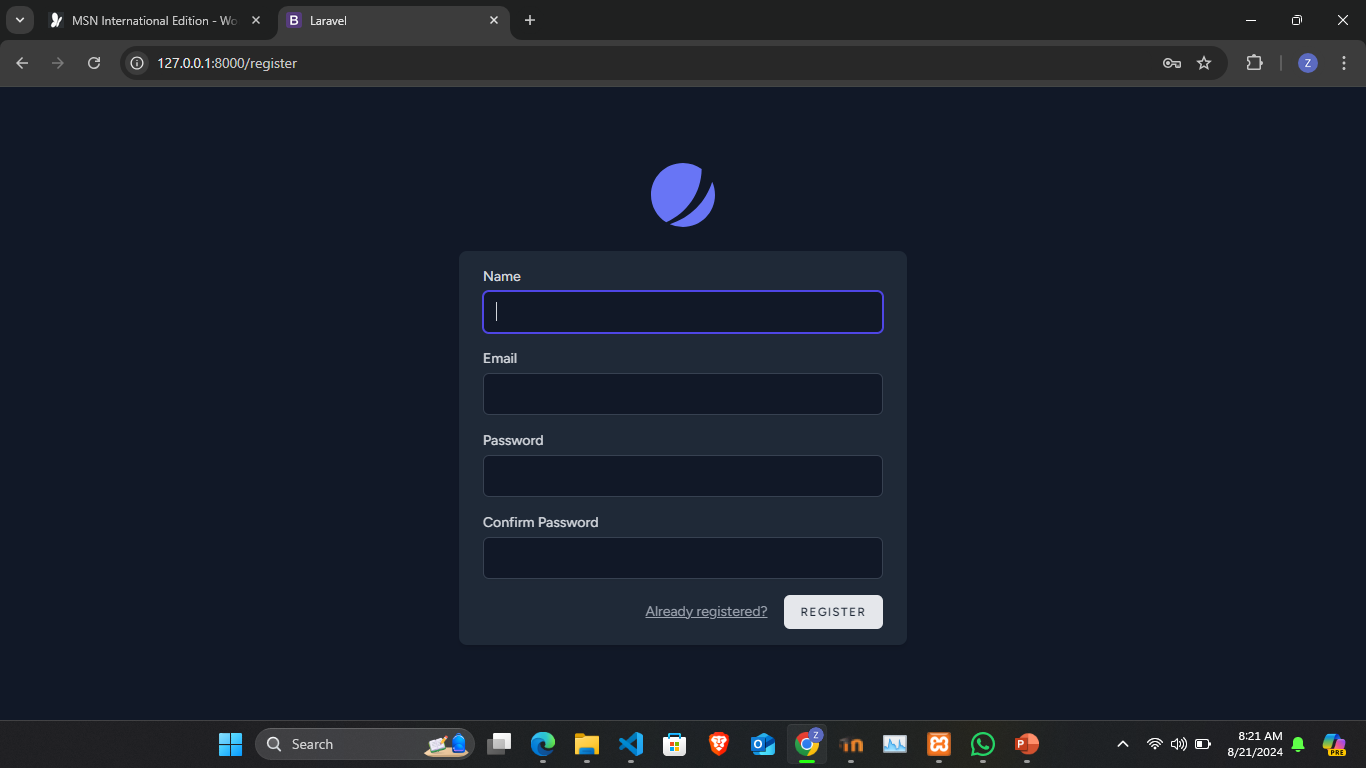 MSN International Edition - Wo
B Laravel
127.0.0.1:8000/register
Z
Name
Email
Password
Confirm Password
Already registered? REGISTER
Search
Z
P
8:21 AM
8/21/2024
PRE